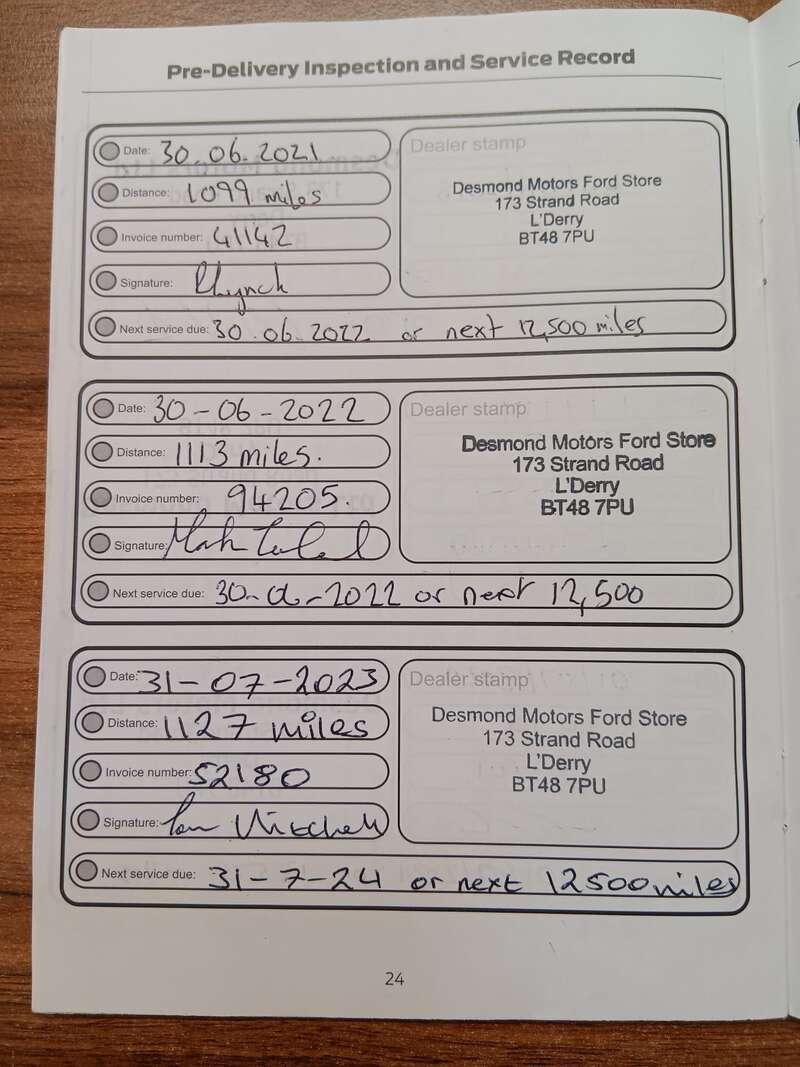 Pre-Delivery Inspection and Service Record
Date: 30.06.2021
Distance: 1099 miles
Invoice number: 41142
Signature:
Next service due: 30.06.2022 or next 12,500 miles
Dealer stamp
Desmond Motors Ford Store
173 Strand Road
L'Derry
BT48 7PU
Date: 30-06-2022
Distance: 1113 miles.
Invoice number: 94205.
Signature: Mark
Next service due: 30-06-2022 or next 12,500
Dealer stamp
Desmond Motors Ford Store
173 Strand Road
L'Derry
BT48 7PU
Date: 31-07-2023
Distance: 1127 miles
Invoice number: 52180
Signature: Ian Mitchell
Next service due: 31-7-24 or next 12500 miles
Dealer stamp
Desmond Motors Ford Store
173 Strand Road
L'Derry
BT48 7PU
24